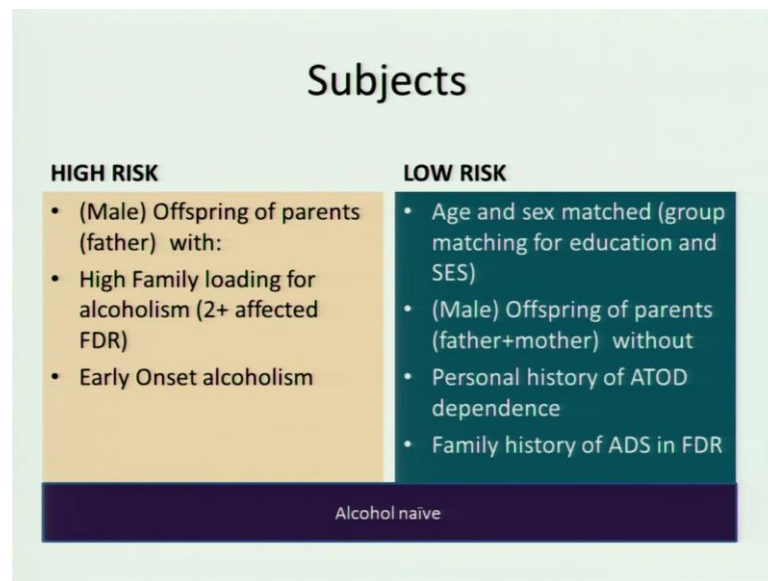 Subjects
HIGH RISK
• (Male) Offspring of parents
(father) with:
• High Family loading for
alcoholism (2+ affected
FDR)
• Early Onset alcoholism
LOW RISK
• Age and sex matched (group
matching for education and
SES)
• (Male) Offspring of parents
(father+mother) without
• Personal history of ATOD
dependence
• Family history of ADS in FDR
Alcohol naïve